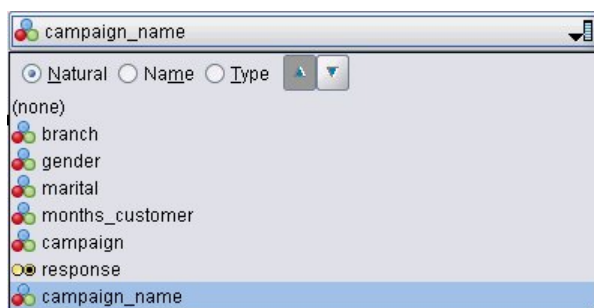 campaign_name
Natural Name Type
(none)
branch
gender
marital
months_customer
campaign
response
campaign_name